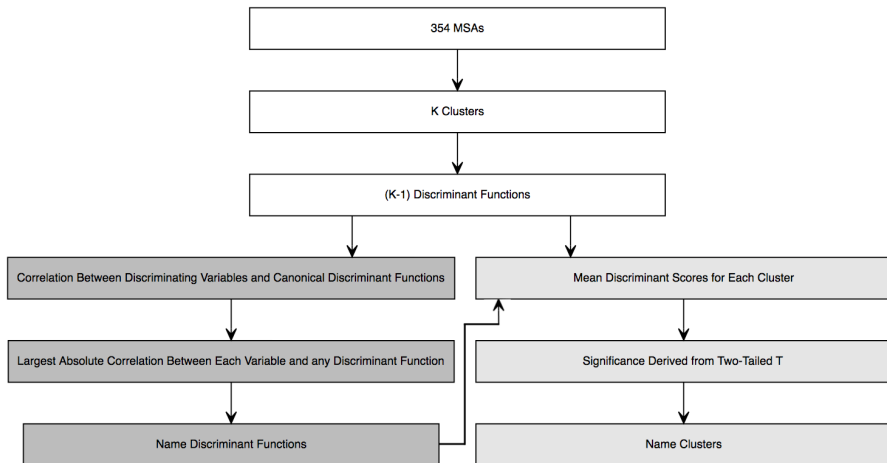 354 MSAs
K Clusters
(K-1) Discriminant Functions
Correlation Between Discriminating Variables and Canonical Discriminant Functions
Mean Discriminant Scores for Each Cluster
Largest Absolute Correlation Between Each Variable and any Discriminant Function
Significance Derived from Two-Tailed T
Name Discriminant Functions
Name Clusters